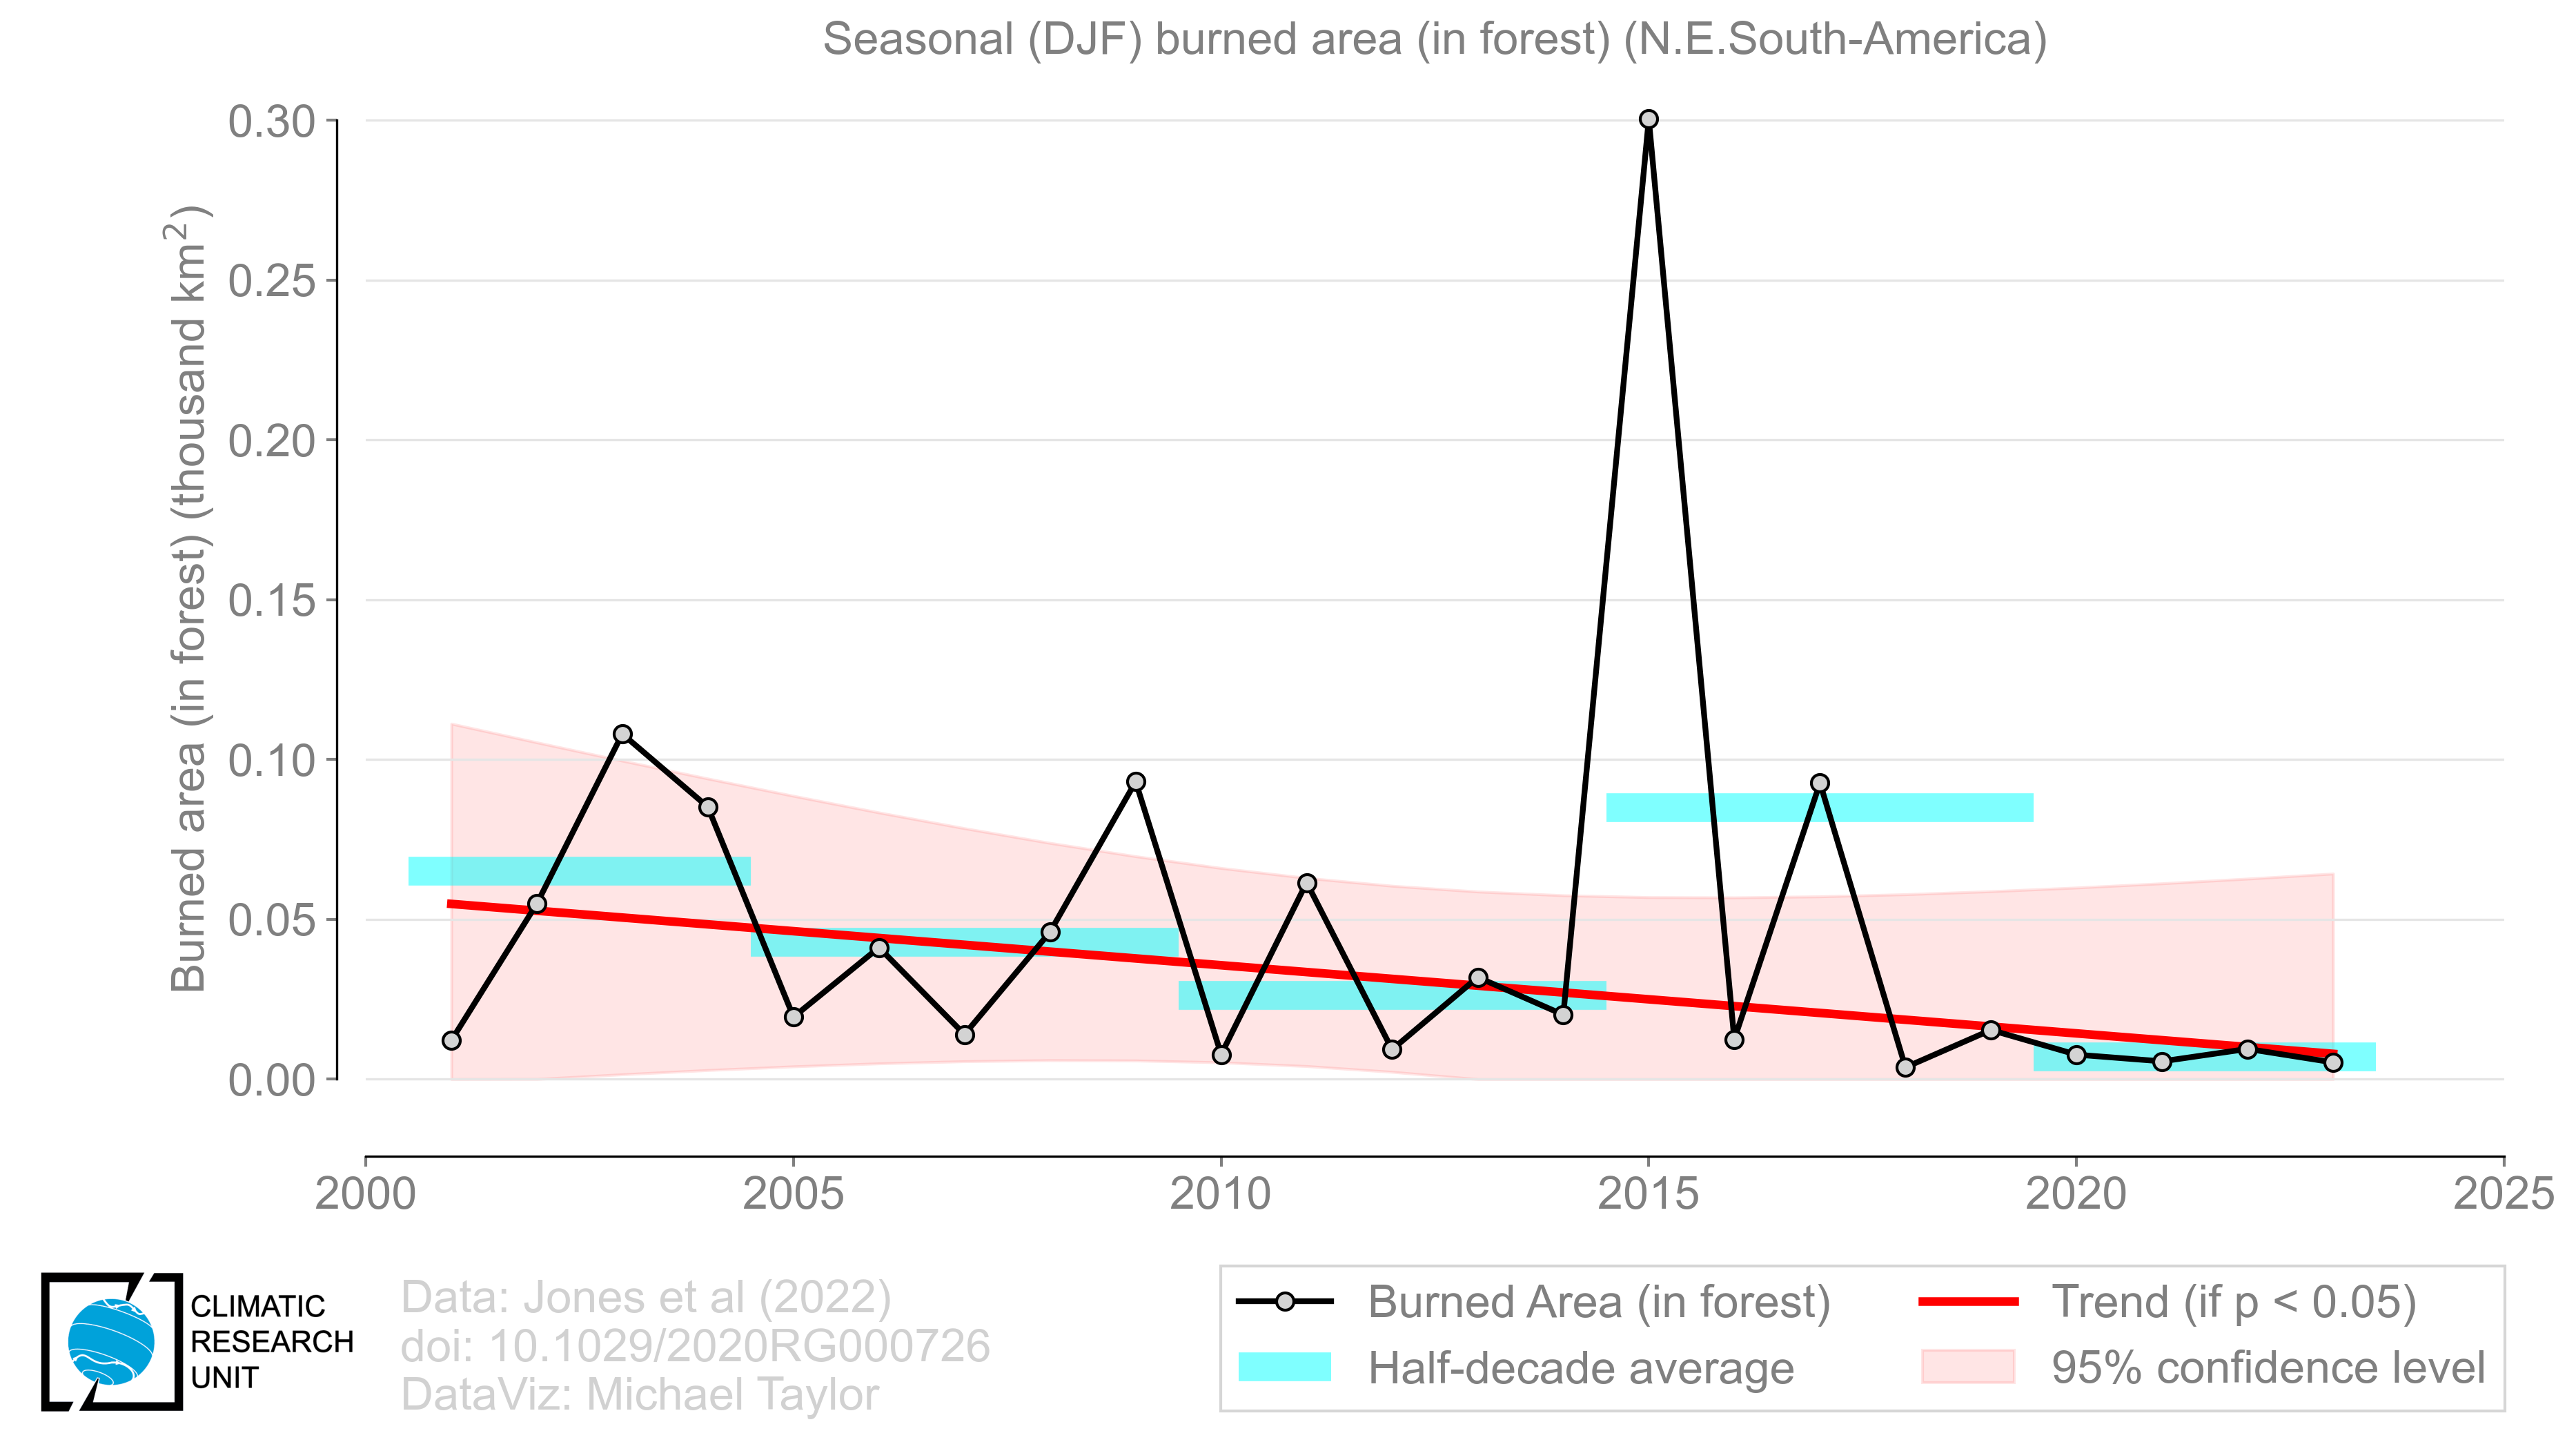 Seasonal (DJF) burned area (in forest) (N.E.South-America)
Burned area (in forest) (thousand km²)
0.30
0.25
0.20
0.15
0.10
0.05
0.00
2000
2005
2010
2015
2020
2025
CLIMATIC
RESEARCH
UNIT
Data: Jones et al (2022)
doi: 10.1029/2020RG000726
DataViz: Michael Taylor
Burned Area (in forest)
Half-decade average
Trend (if p < 0.05)
95% confidence level